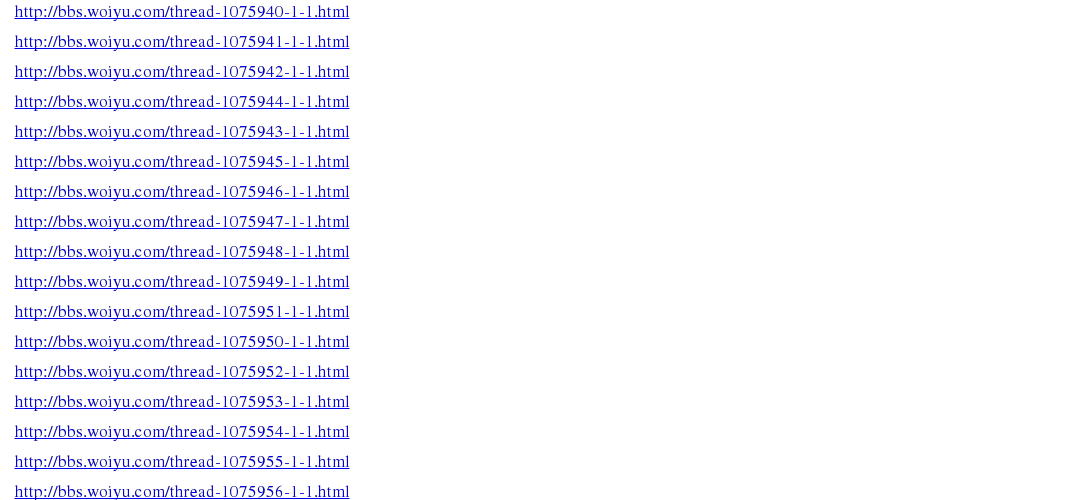 http://bbs.woiyu.com/thread-1075940-1-1.html
http://bbs.woiyu.com/thread-1075941-1-1.html
http://bbs.woiyu.com/thread-1075942-1-1.html
http://bbs.woiyu.com/thread-1075944-1-1.html
http://bbs.woiyu.com/thread-1075943-1-1.html
http://bbs.woiyu.com/thread-1075945-1-1.html
http://bbs.woiyu.com/thread-1075946-1-1.html
http://bbs.woiyu.com/thread-1075947-1-1.html
http://bbs.woiyu.com/thread-1075948-1-1.html
http://bbs.woiyu.com/thread-1075949-1-1.html
http://bbs.woiyu.com/thread-1075951-1-1.html
http://bbs.woiyu.com/thread-1075950-1-1.html
http://bbs.woiyu.com/thread-1075952-1-1.html
http://bbs.woiyu.com/thread-1075953-1-1.html
http://bbs.woiyu.com/thread-1075954-1-1.html
http://bbs.woiyu.com/thread-1075955-1-1.html
http://bbs.woiyu.com/thread-1075956-1-1.html